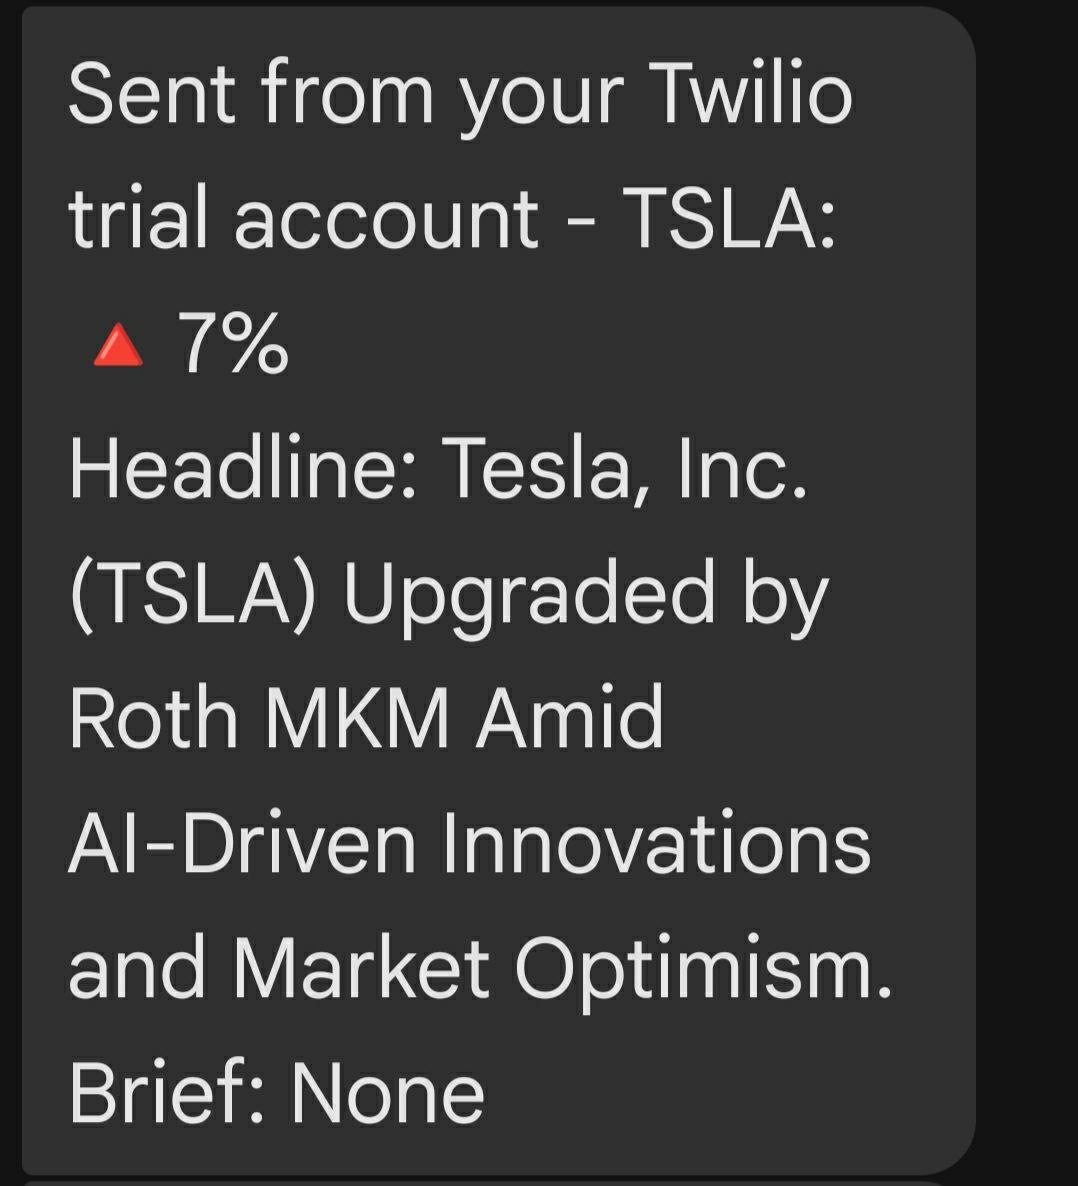 Sent from your Twilio
trial account - TSLA:
🔺7%
Headline: Tesla, Inc.
(TSLA) Upgraded by
Roth MKM Amid
AI-Driven Innovations
and Market Optimism.
Brief: None